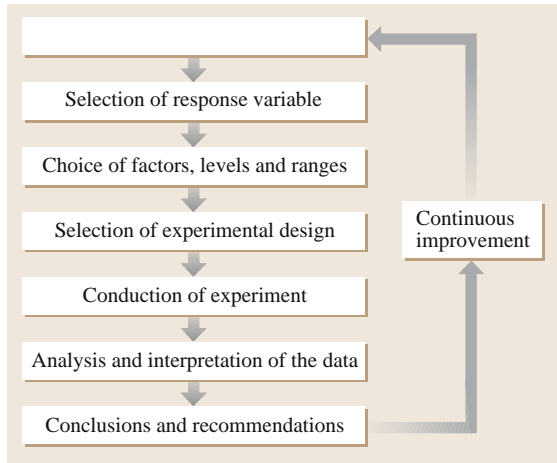 Selection of response variable
Choice of factors, levels and ranges
Selection of experimental design
Conduction of experiment
Analysis and interpretation of the data
Conclusions and recommendations
Continuous
improvement